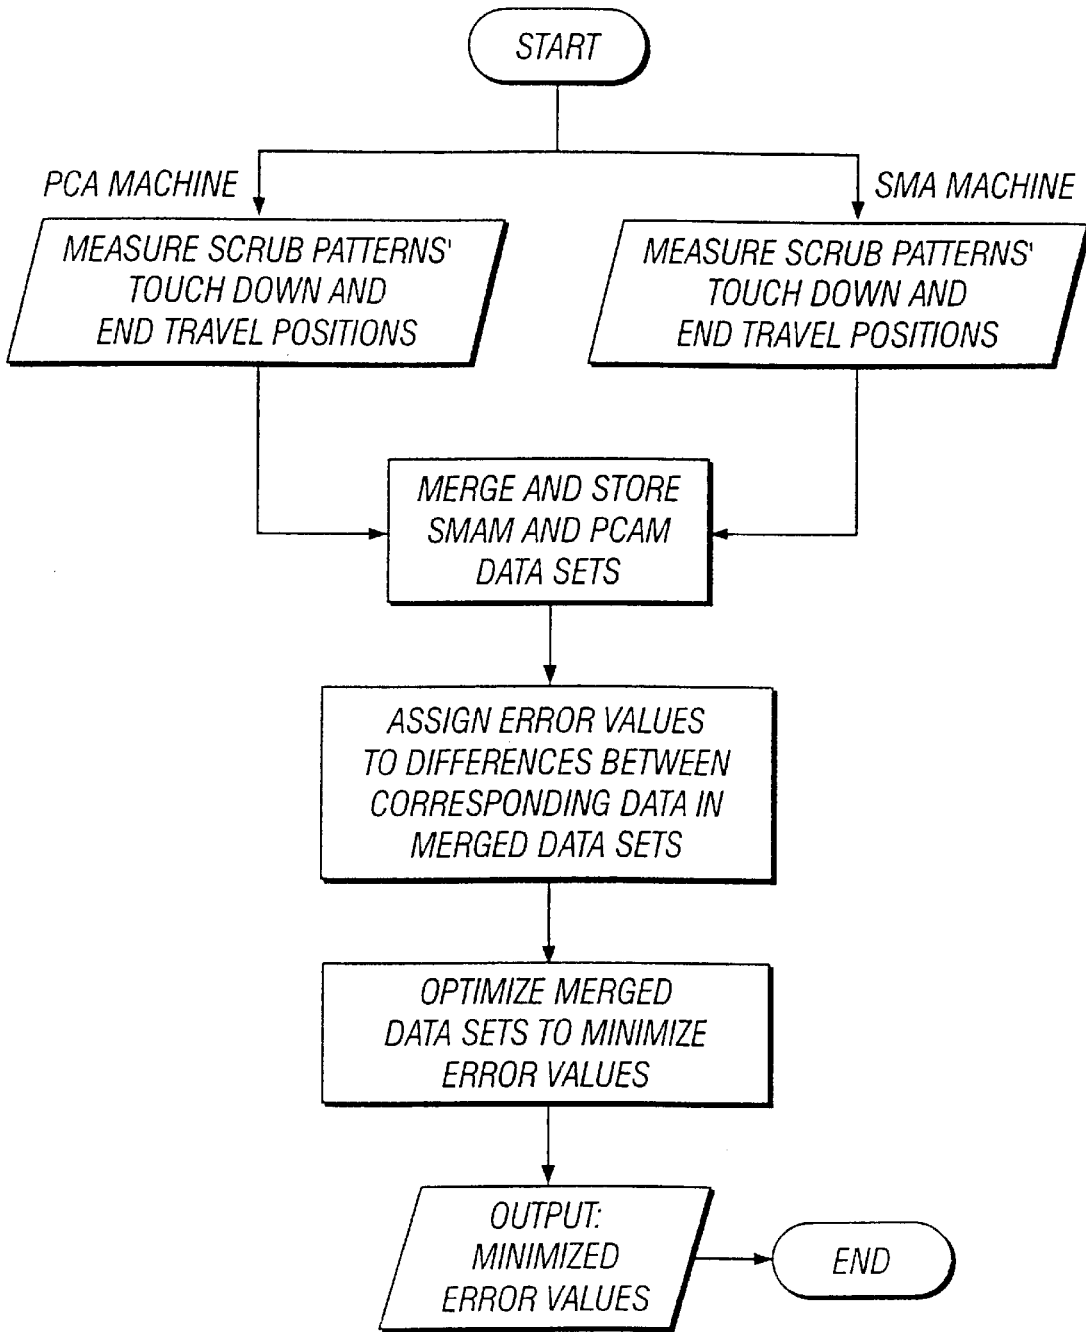 START
PCA MACHINE
SMA MACHINE
MEASURE SCRUB PATTERNS'
TOUCH DOWN AND
END TRAVEL POSITIONS
MEASURE SCRUB PATTERNS'
TOUCH DOWN AND
END TRAVEL POSITIONS
MERGE AND STORE
SMAM AND PCAM
DATA SETS
ASSIGN ERROR VALUES
TO DIFFERENCES BETWEEN
CORRESPONDING DATA IN
MERGED DATA SETS
OPTIMIZE MERGED
DATA SETS TO MINIMIZE
ERROR VALUES
OUTPUT:
MINIMIZED
ERROR VALUES
END